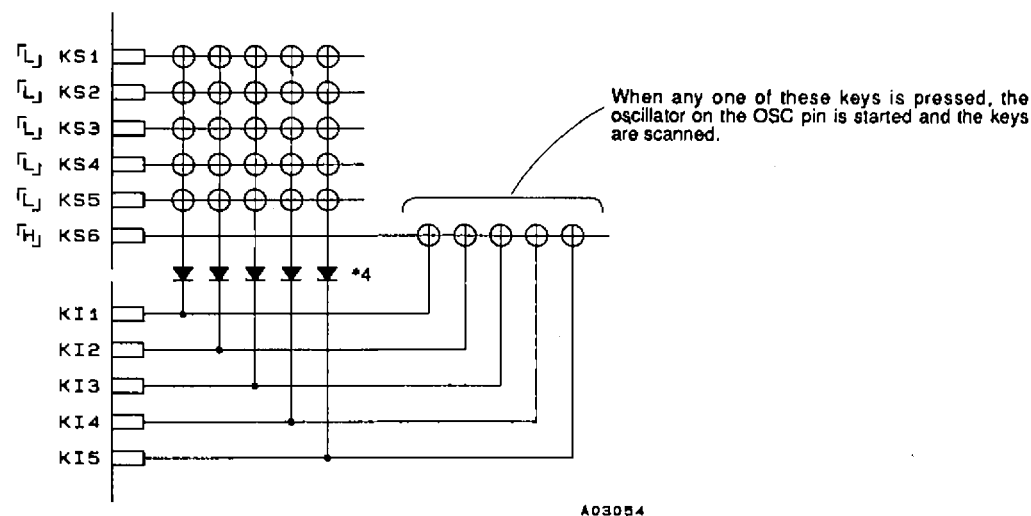 「L」 KS1
「L」 KS2
「L」 KS3
「L」 KS4
「L」 KS5
「H」 KS6
When any one of these keys is pressed, the
oscillator on the OSC pin is started and the keys
are scanned.
*4
KI1
KI2
KI3
KI4
KI5
A03054